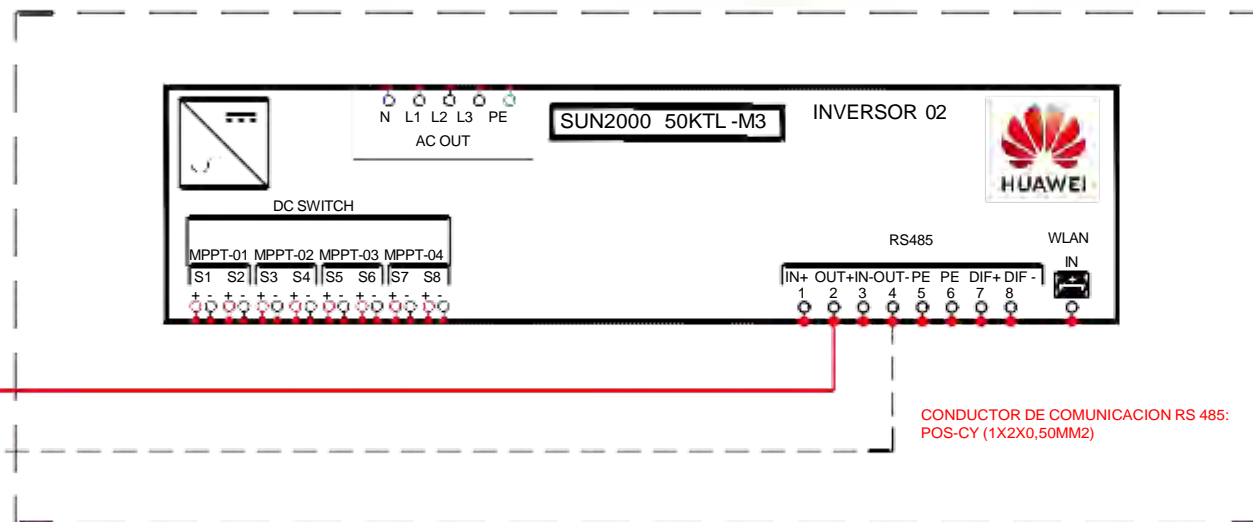 N L1 L2 L3 PE
AC OUT
SUN2000 50KTL -M3
INVERSOR 02
HUAWEI
DC SWITCH
MPPT-01 MPPT-02 MPPT-03 MPPT-04
S1 S2 S3 S4 S5 S6 S7 S8
+ - + - + - + - + - + - + - + -
RS485
IN+ OUT+ IN- OUT- PE PE DIF+ DIF -
1 2 3 4 5 6 7 8
WLAN
IN
CONDUCTOR DE COMUNICACION RS 485:
POS-CY (1X2X0,50MM2)